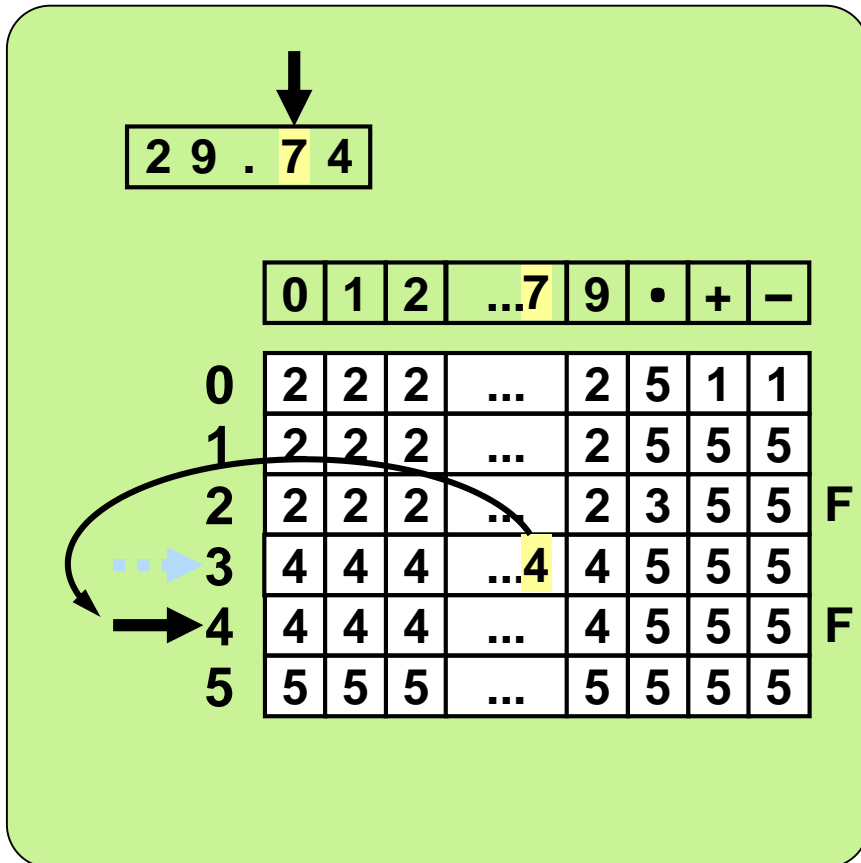 2 9 . 7 4
0 1 2 ...7 9 • + −
0 2 2 2 ... 2 5 1 1
1 2 2 2 ... 2 5 5 5
2 2 2 2 ... 2 3 5 5 F
3 4 4 4 ...4 4 5 5 5
4 4 4 4 ... 4 5 5 5 F
5 5 5 5 ... 5 5 5 5